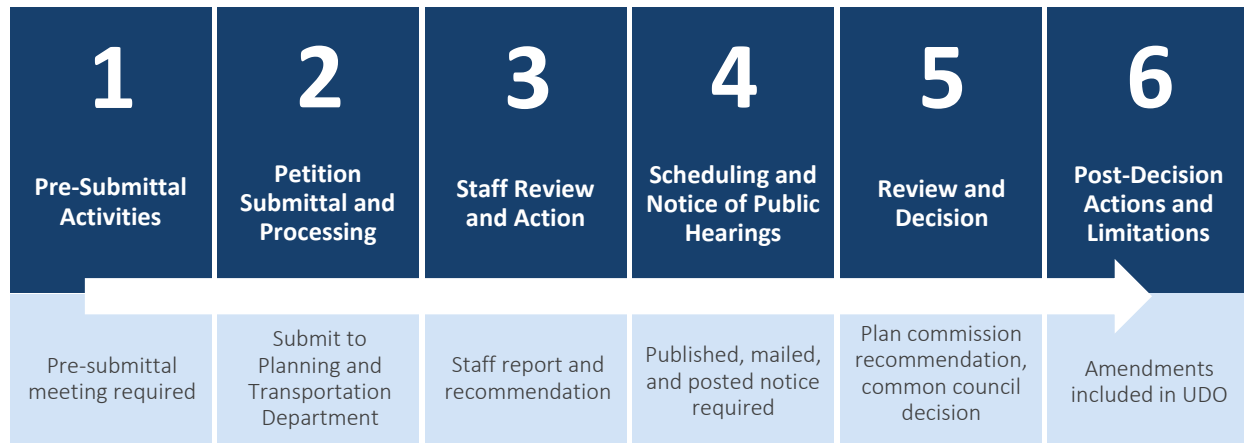 1
Pre-Submittal
Activities
Pre-submittal
meeting required
2
Petition
Submittal and
Processing
Submit to
Planning and
Transportation
Department
3
Staff Review
and Action
Staff report and
recommendation
4
Scheduling and
Notice of Public
Hearings
Published, mailed,
and posted notice
required
5
Review and
Decision
Plan commission
recommendation,
common council
decision
6
Post-Decision
Actions and
Limitations
Amendments
included in UDO